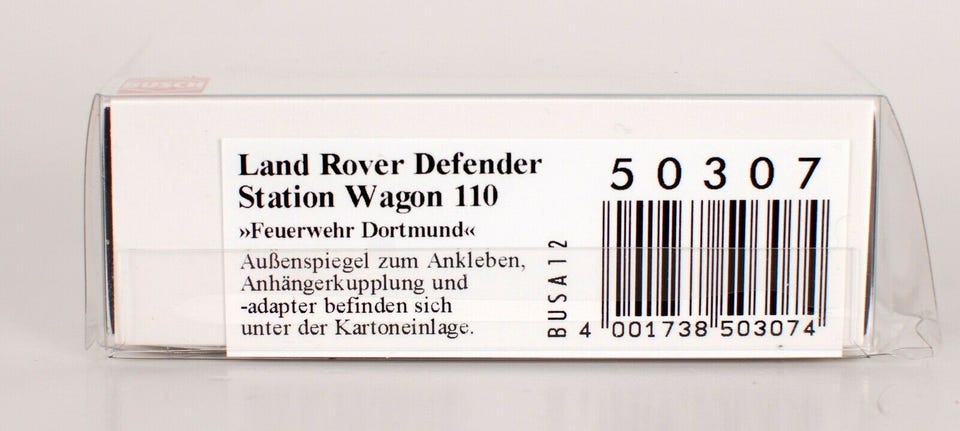 BUSCH
Land Rover Defender
Station Wagon 110
»Feuerwehr Dortmund«
Außenspiegel zum Ankleben,
Anhängerkupplung und
-adapter befinden sich
unter der Kartoneinlage.
BUSA12
50307
4 001738 503074